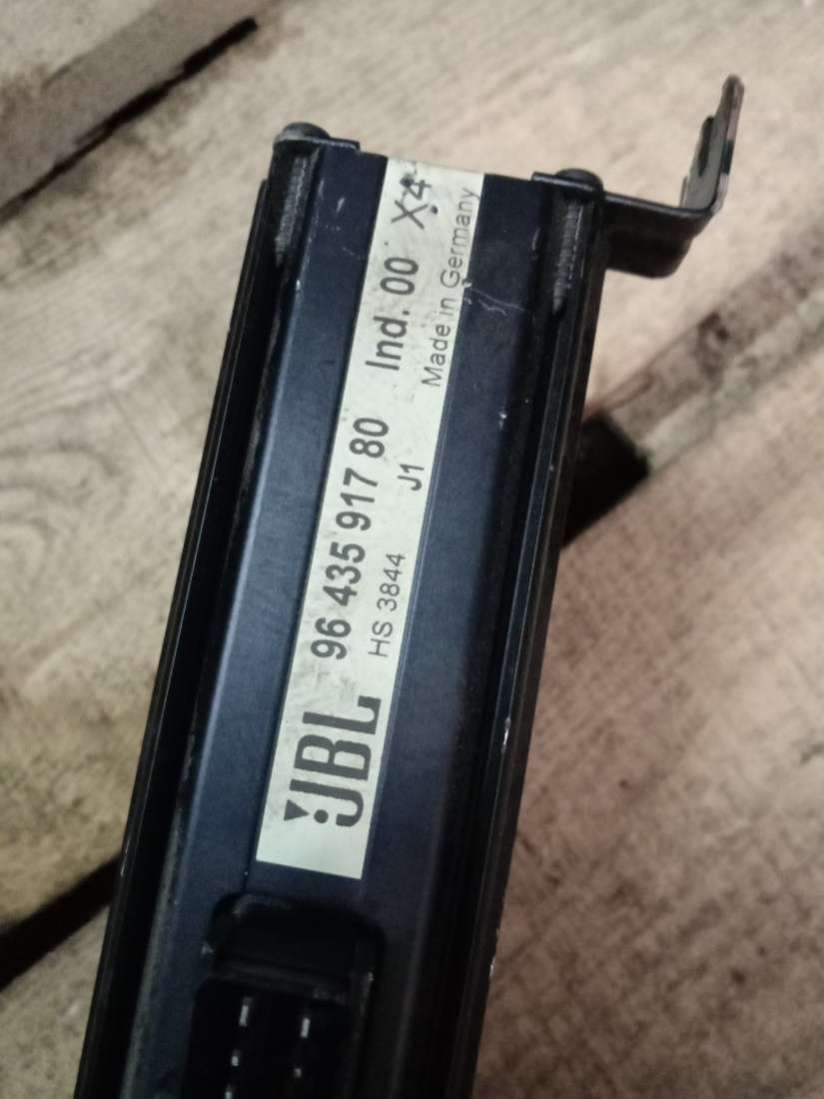 JBL 96 435 917 80 Ind. 00 X4
HS 3844 J1 Made in Germany